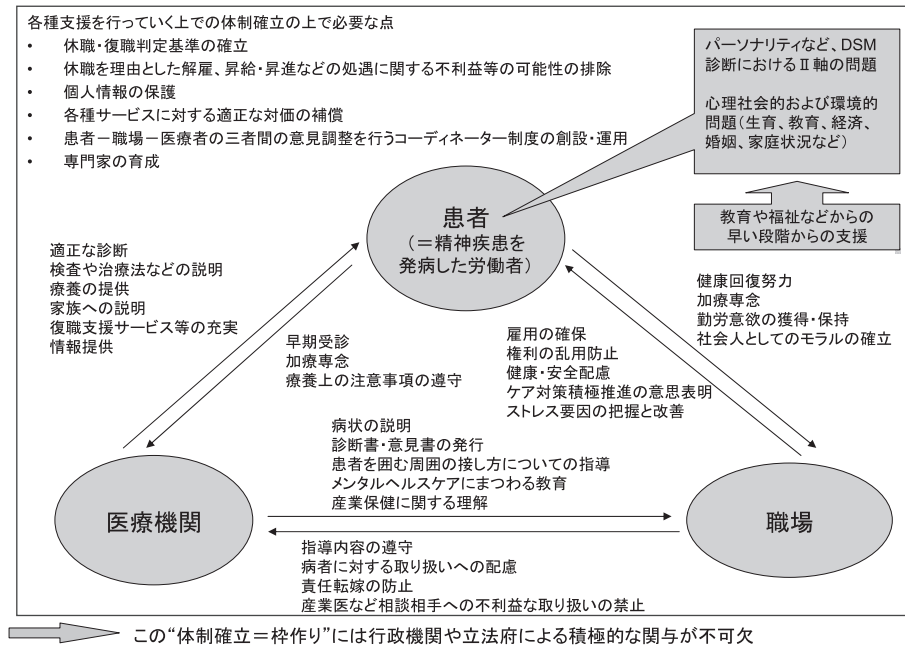 各種支援を行っていく上での体制確立の上で必要な点
• 休職・復職判定基準の確立
• 休職を理由とした解雇、昇給・昇進などの処遇に関する不利益等の可能性の排除
• 個人情報の保護
• 各種サービスに対する適正な対価の補償
• 患者－職場－医療者の三者間の意見調整を行うコーディネーター制度の創設・運用
• 専門家の育成
パーソナリティなど、DSM
診断におけるⅡ軸の問題
心理社会的および環境的
問題(生育、教育、経済、
婚姻、家庭状況など)
教育や福祉などからの
早い段階からの支援
患者
(＝精神疾患を
発病した労働者)
適正な診断
検査や治療法などの説明
療養の提供
家族への説明
復職支援サービス等の充実
情報提供
早期受診
加療専念
療養上の注意事項の遵守
雇用の確保
権利の乱用防止
健康・安全配慮
ケア対策積極推進の意思表明
ストレス要因の把握と改善
健康回復努力
加療専念
勤労意欲の獲得・保持
社会人としてのモラルの確立
病状の説明
診断書・意見書の発行
患者を囲む周囲の接し方についての指導
メンタルヘルスケアにまつわる教育
産業保健に関する理解
医療機関
職場
指導内容の遵守
病者に対する取り扱いへの配慮
責任転嫁の防止
産業医など相談相手への不利益な取り扱いの禁止
この“体制確立＝枠作り”には行政機関や立法府による積極的な関与が不可欠